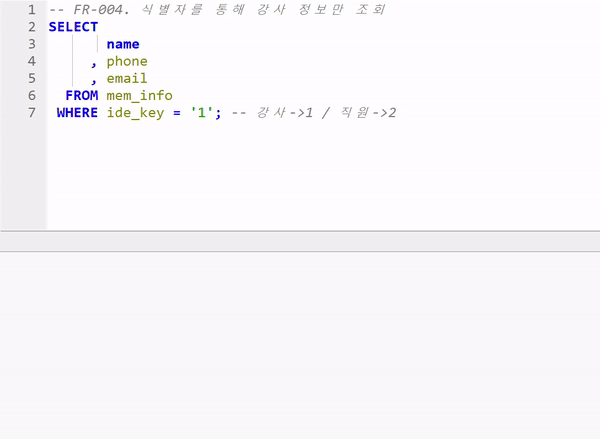 1 -- FR-004. 식별자를 통해 강사 정보만 조회
2 SELECT
3 name
4 , phone
5 , email
6 FROM mem_info
7 WHERE ide_key = '1'; -- 강사->1 / 직원->2